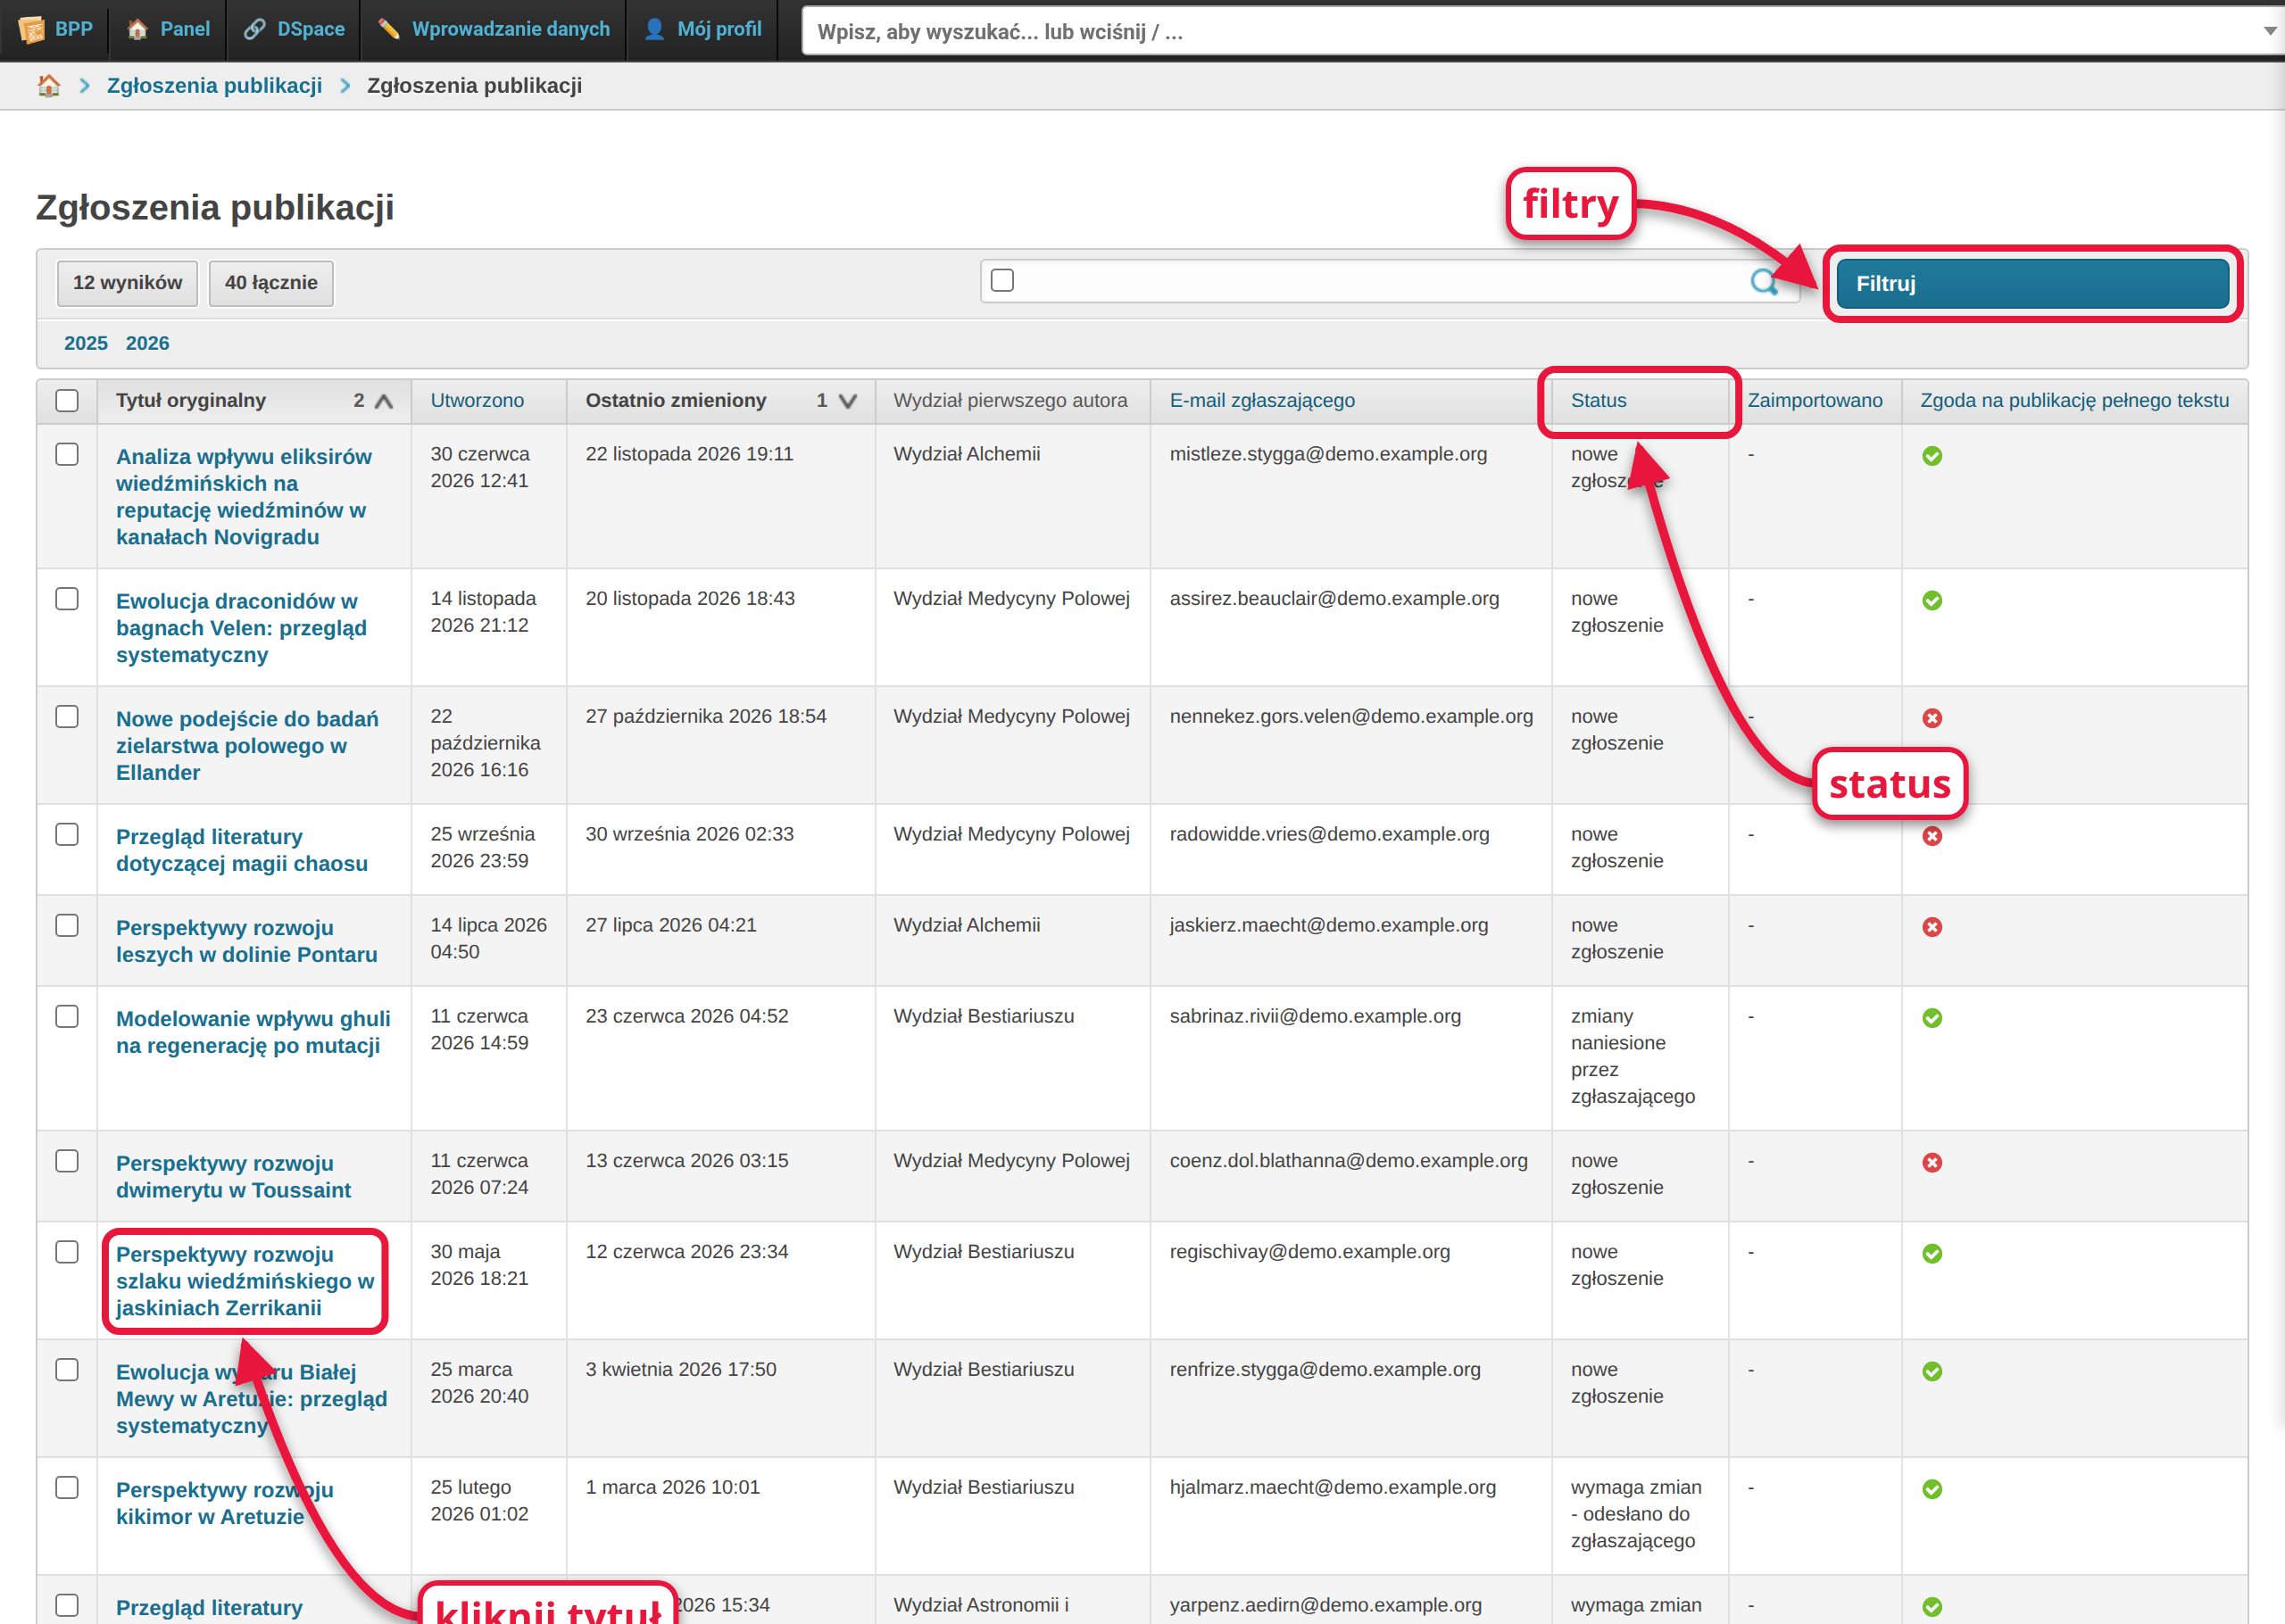 BPP Panel DSpace Wprowadzanie danych Mój profil Wpisz, aby wyszukać... lub wciśnij / ...
Zgłoszenia publikacji Zgłoszenia publikacji
filtry
Zgłoszenia publikacji
12 wyników 40 łącznie Filtruj
2025 2026
Tytuł oryginalny 2 Utworzono Ostatnio zmieniony 1 Wydział pierwszego autora E-mail zgłaszającego Status Zaimportowano Zgoda na publikację pełnego tekstu
Analiza wpływu eliksirów 30 czerwca 22 listopada 2026 19:11 Wydział Alchemii mistleze.stygga@demo.example.org nowe -
wiedźmińskich na 2026 12:41
reputację wiedźminów w
kanałach Novigradu
Ewolucja draconidów w 14 listopada 20 listopada 2026 18:43 Wydział Medycyny Polowej assirez.beauclair@demo.example.org nowe -
bagnach Velen: przegląd 2026 21:12 zgłoszenie
systematyczny
Nowe podejście do badań 22 27 października 2026 18:54 Wydział Medycyny Polowej nennekez.gors.velen@demo.example.org nowe -
zielarstwa polowego w października zgłoszenie
Ellander 2026 16:16
status
Przegląd literatury 25 września 30 września 2026 02:33 Wydział Medycyny Polowej radowidde.vries@demo.example.org nowe -
dotyczącej magii chaosu 2026 23:59 zgłoszenie
Perspektywy rozwoju 14 lipca 2026 27 lipca 2026 04:21 Wydział Alchemii jaskierz.maecht@demo.example.org nowe -
leszych w dolinie Pontaru 04:50 zgłoszenie
Modelowanie wpływu ghuli 11 czerwca 23 czerwca 2026 04:52 Wydział Bestiariuszu sabrinaz.rivii@demo.example.org zmiany -
na regenerację po mutacji 2026 14:59 naniesione
przez
zgłaszającego
Perspektywy rozwoju 11 czerwca 13 czerwca 2026 03:15 Wydział Medycyny Polowej coenz.dol.blathanna@demo.example.org nowe -
dwimerytu w Toussaint 2026 07:24 zgłoszenie
Perspektywy rozwoju 30 maja 12 czerwca 2026 23:34 Wydział Bestiariuszu regischivay@demo.example.org nowe -
szlaku wiedźmińskiego w 2026 18:21 zgłoszenie
jaskiniach Zerrikanii
Ewolucja Białej 25 marca 3 kwietnia 2026 17:50 Wydział Bestiariuszu renfrize.stygga@demo.example.org nowe -
Mewy w Aretuzie: przegląd 2026 20:40 zgłoszenie
systematyczny
Perspektywy rozwoju 25 lutego 1 marca 2026 10:01 Wydział Bestiariuszu hjalmarz.maecht@demo.example.org wymaga zmian -
kikimor w Aretuzie 2026 01:02 - odesłano do
zgłaszającego
Przegląd literatury 2026 15:34 Wydział Astronomii i yarpenz.aedirn@demo.example.org wymaga zmian -
kliknij tytuł